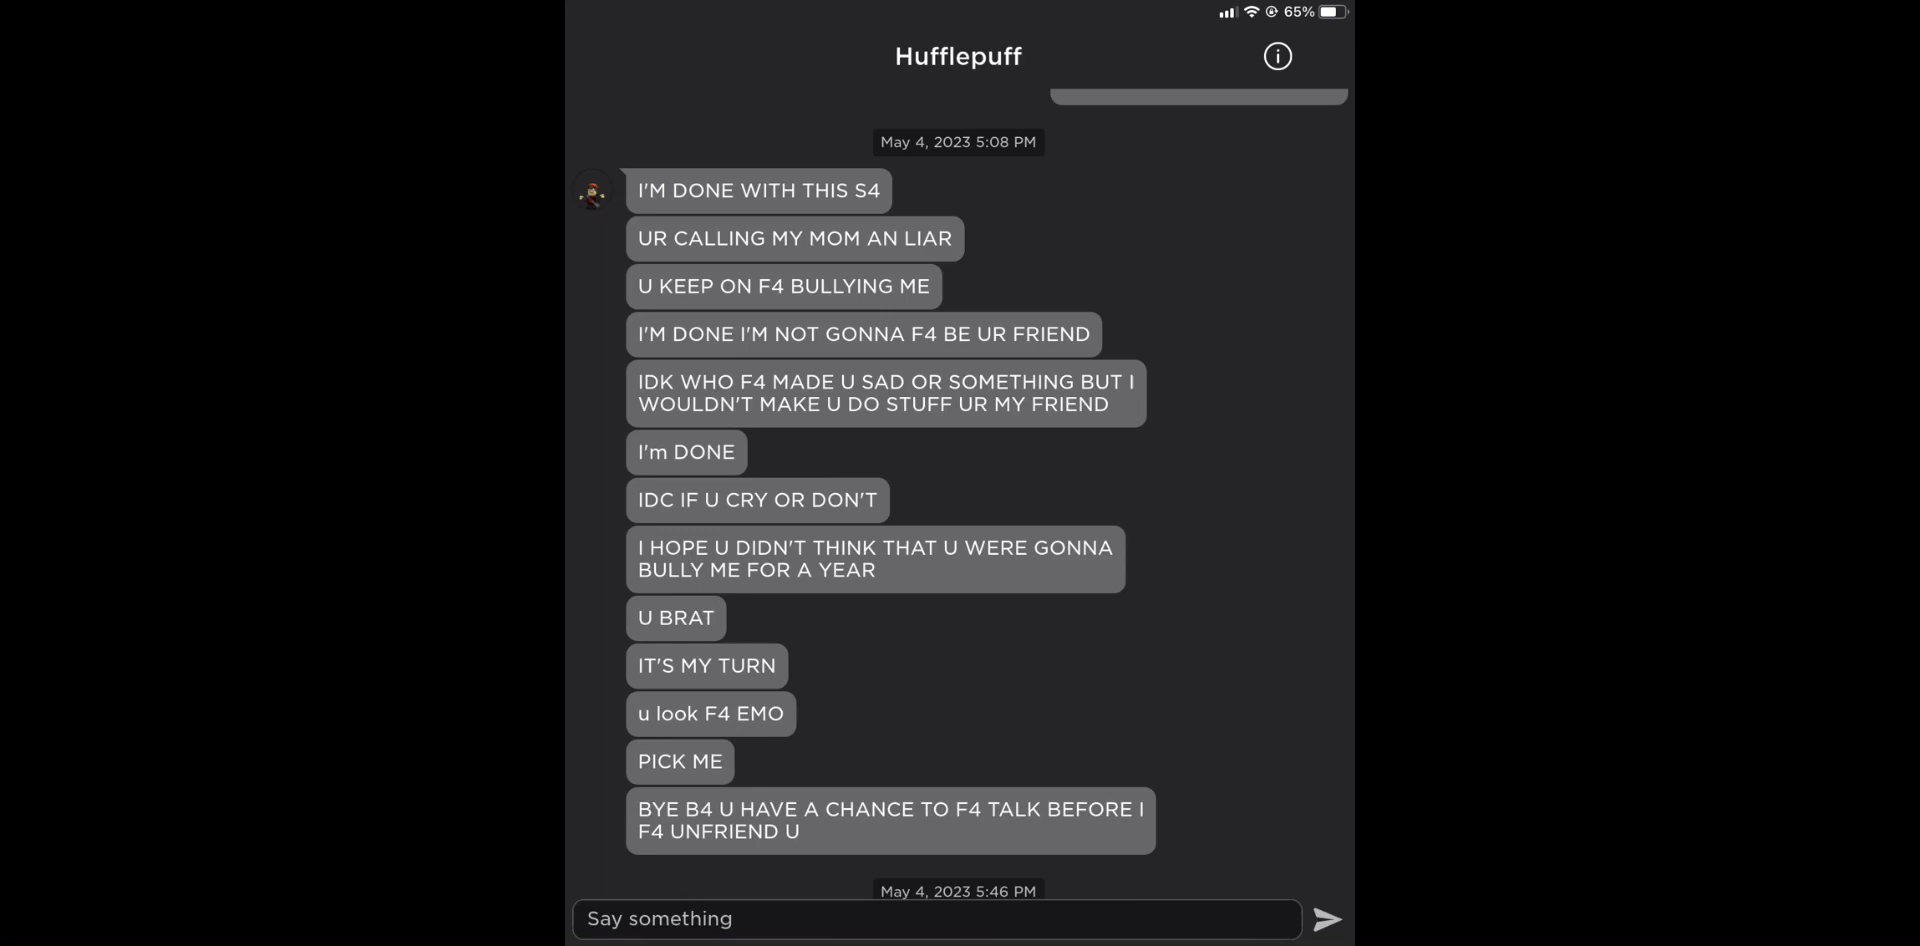 65%
Hufflepuff
May 4, 2023 5:08 PM
I'M DONE WITH THIS S4
UR CALLING MY MOM AN LIAR
U KEEP ON F4 BULLYING ME
I'M DONE I'M NOT GONNA F4 BE UR FRIEND
IDK WHO F4 MADE U SAD OR SOMETHING BUT I
WOULDN'T MAKE U DO STUFF UR MY FRIEND
I'm DONE
IDC IF U CRY OR DON'T
I HOPE U DIDN'T THINK THAT U WERE GONNA
BULLY ME FOR A YEAR
U BRAT
IT'S MY TURN
u look F4 EMO
PICK ME
BYE B4 U HAVE A CHANCE TO F4 TALK BEFORE I
F4 UNFRIEND U
May 4, 2023 5:46 PM
Say something